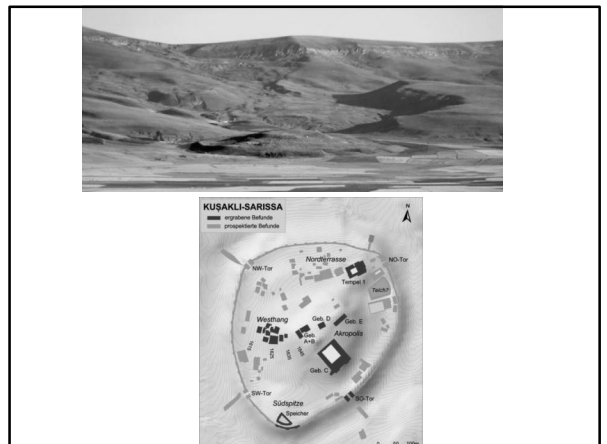 KUŞAKLI-SARISSA
ergrabene Befunde
prospektierte Befunde
N
Nordterrasse
NW-Tor
NO-Tor
Tempel 1
Teich?
Westhang
Geb. D
Geb. E
Geb.
A+B
Akropolis
Geb. C
SW-Tor
SO-Tor
Südspitze
Speicher